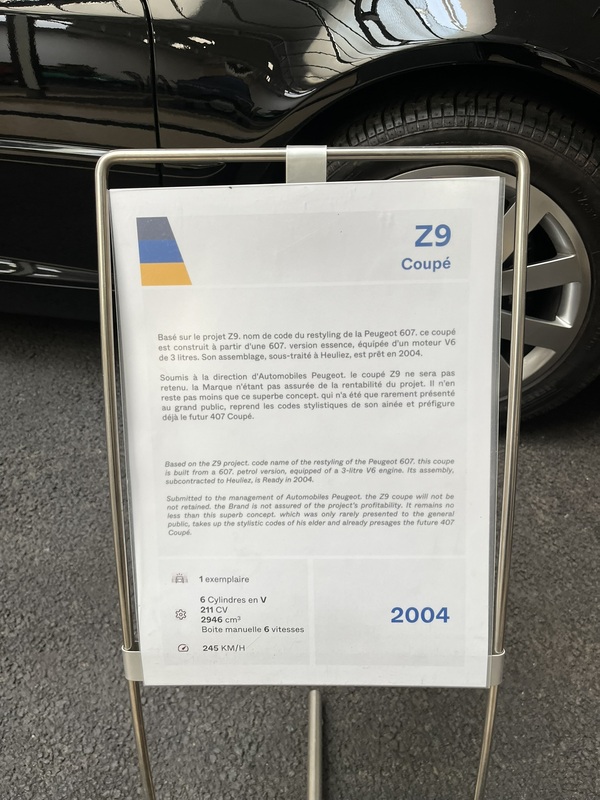 Z9
Coupé
Basé sur le projet Z9. nom de code du restyling de la Peugeot 607. ce coupé
est construit à partir d'une 607. version essence, équipée d'un moteur V6
de 3 litres. Son assemblage, sous-traité à Heuliez, est prêt en 2004.
Soumis à la direction d'Automobiles Peugeot. le coupé Z9 ne sera pas
retenu. la Marque n'étant pas assurée de la rentabilité du projet. Il n'en
reste pas moins que ce superbe concept. qui n'a été que rarement présenté
au grand public, reprend les codes stylistiques de son ainée et préfigure
déjà le futur 407 Coupé.
Based on the Z9 project. code name of the restyling of the Peugeot 607. this coupe
is built from a 607. petrol version, equipped of a 3-litre V6 engine. Its assembly,
subcontracted to Heuliez, is Ready in 2004.
Submitted to the management of Automobiles Peugeot. the Z9 coupe will not be
not retained. the Brand is not assured of the project's profitability. It remains no
less than this superb concept. which was only rarely presented to the general
public, takes up the stylistic codes of his elder and already presages the future 407
Coupé.
1 exemplaire
6 Cylindres en V
211 CV
2946 cm³
Boite manuelle 6 vitesses
245 KM/H
2004